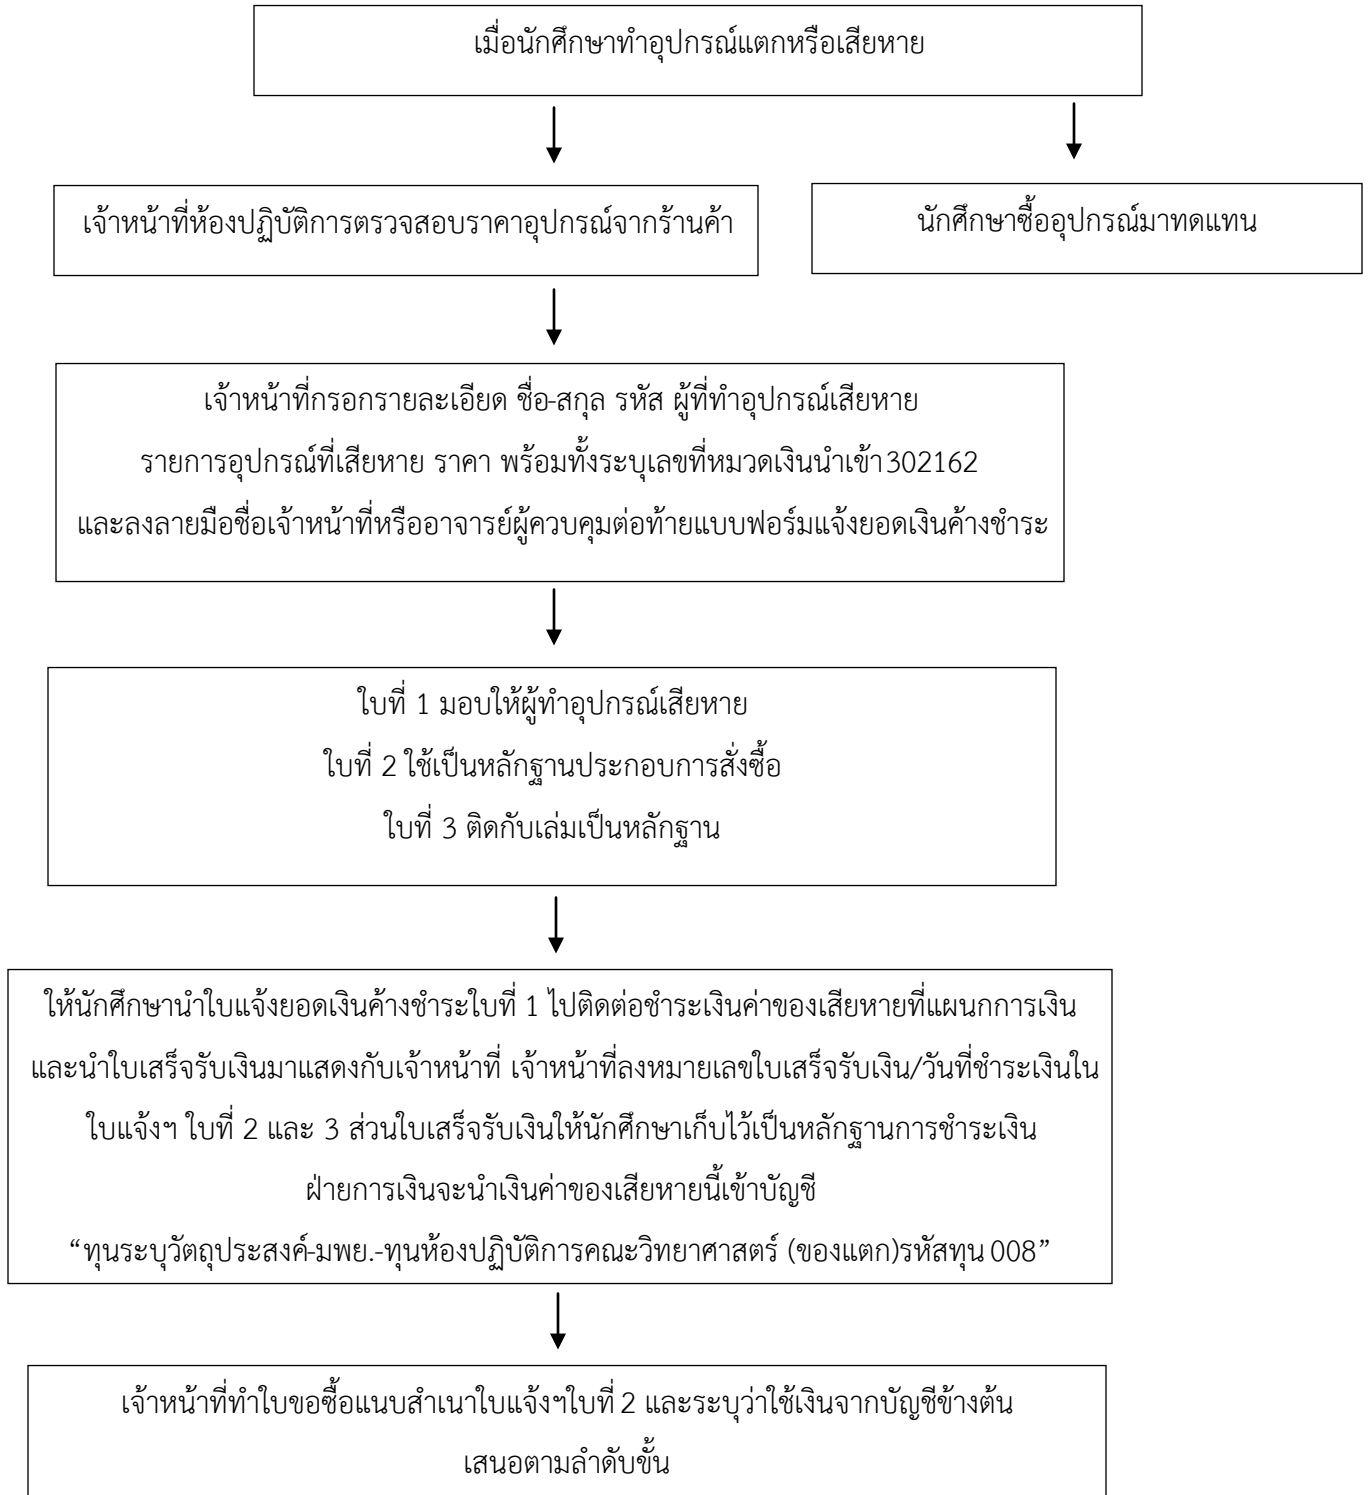 เมื่อนักศึกษาทำอุปกรณ์แตกหรือเสียหาย
เจ้าหน้าที่ห้องปฏิบัติการตรวจสอบราคาอุปกรณ์จากร้านค้า
นักศึกษาซื้ออุปกรณ์มาทดแทน
เจ้าหน้าที่กรอกรายละเอียด ชื่อ-สกุล รหัส ผู้ที่ทำอุปกรณ์เสียหาย
รายการอุปกรณ์ที่เสียหาย ราคา พร้อมทั้งระบุเลขที่หมวดเงินนำเข้า 302162
และลงลายมือชื่อเจ้าหน้าที่หรืออาจารย์ผู้ควบคุมต่อท้ายแบบฟอร์มแจ้งยอดเงินค้างชำระ
ใบที่ 1 มอบให้ผู้ทำอุปกรณ์เสียหาย
ใบที่ 2 ใช้เป็นหลักฐานประกอบการสั่งซื้อ
ใบที่ 3 ติดกับเล่มเป็นหลักฐาน
ให้นักศึกษานำใบแจ้งยอดเงินค้างชำระใบที่ 1 ไปติดต่อชำระเงินค่าของเสียหายที่แผนกการเงิน
และนำใบเสร็จรับเงินมาแสดงกับเจ้าหน้าที่ เจ้าหน้าที่ลงหมายเลขใบเสร็จรับเงิน/วันที่ชำระเงินใน
ใบแจ้งฯ ใบที่ 2 และ 3 ส่วนใบเสร็จรับเงินให้นักศึกษาเก็บไว้เป็นหลักฐานการชำระเงิน
ฝ่ายการเงินจะนำเงินค่าของเสียหายนี้เข้าบัญชี
“ทุนระบุวัตถุประสงค์-มพย.-ทุนห้องปฏิบัติการคณะวิทยาศาสตร์ (ของแตก)รหัสทุน 008”
เจ้าหน้าที่ทำใบขอซื้อแนบสำเนาใบแจ้งฯใบที่ 2 และระบุว่าใช้เงินจากบัญชีข้างต้น
เสนอตามลำดับขั้น